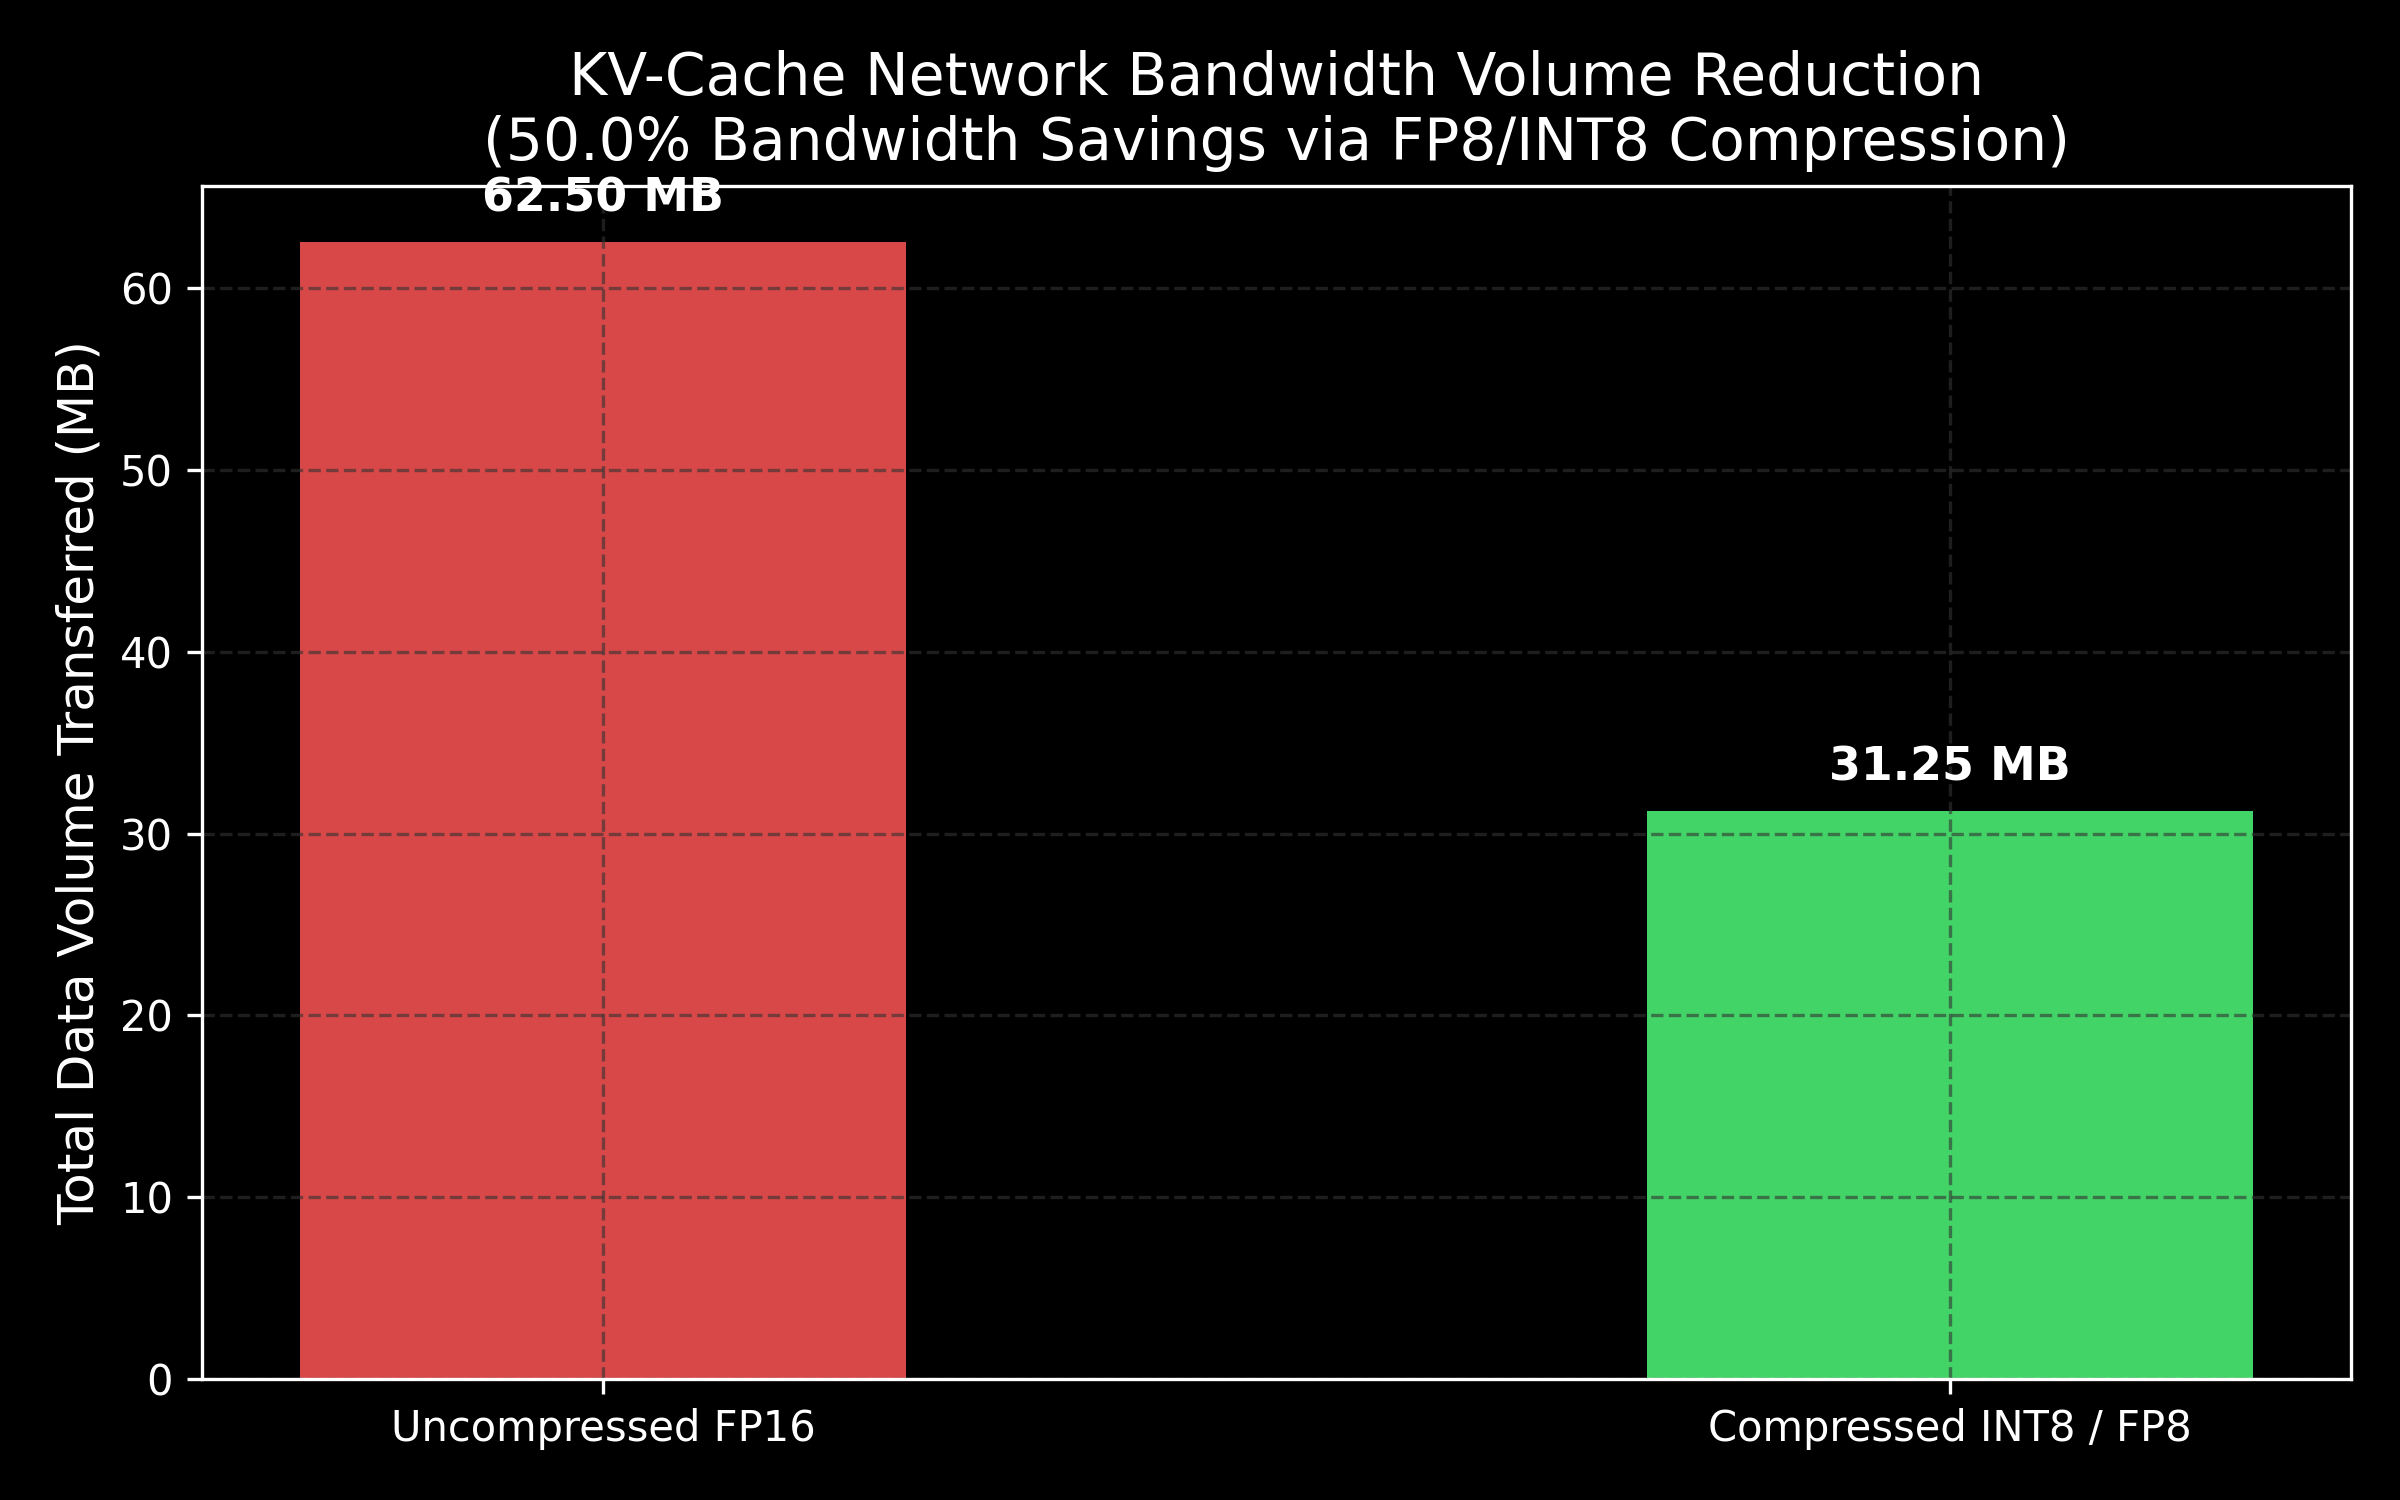 KV-Cache Network Bandwidth Volume Reduction
(50.0% Bandwidth Savings via FP8/INT8 Compression)
62.50 MB
60
50
40
31.25 MB
30
20
10
0
Total Data Volume Transferred (MB)
Uncompressed FP16
Compressed INT8 / FP8